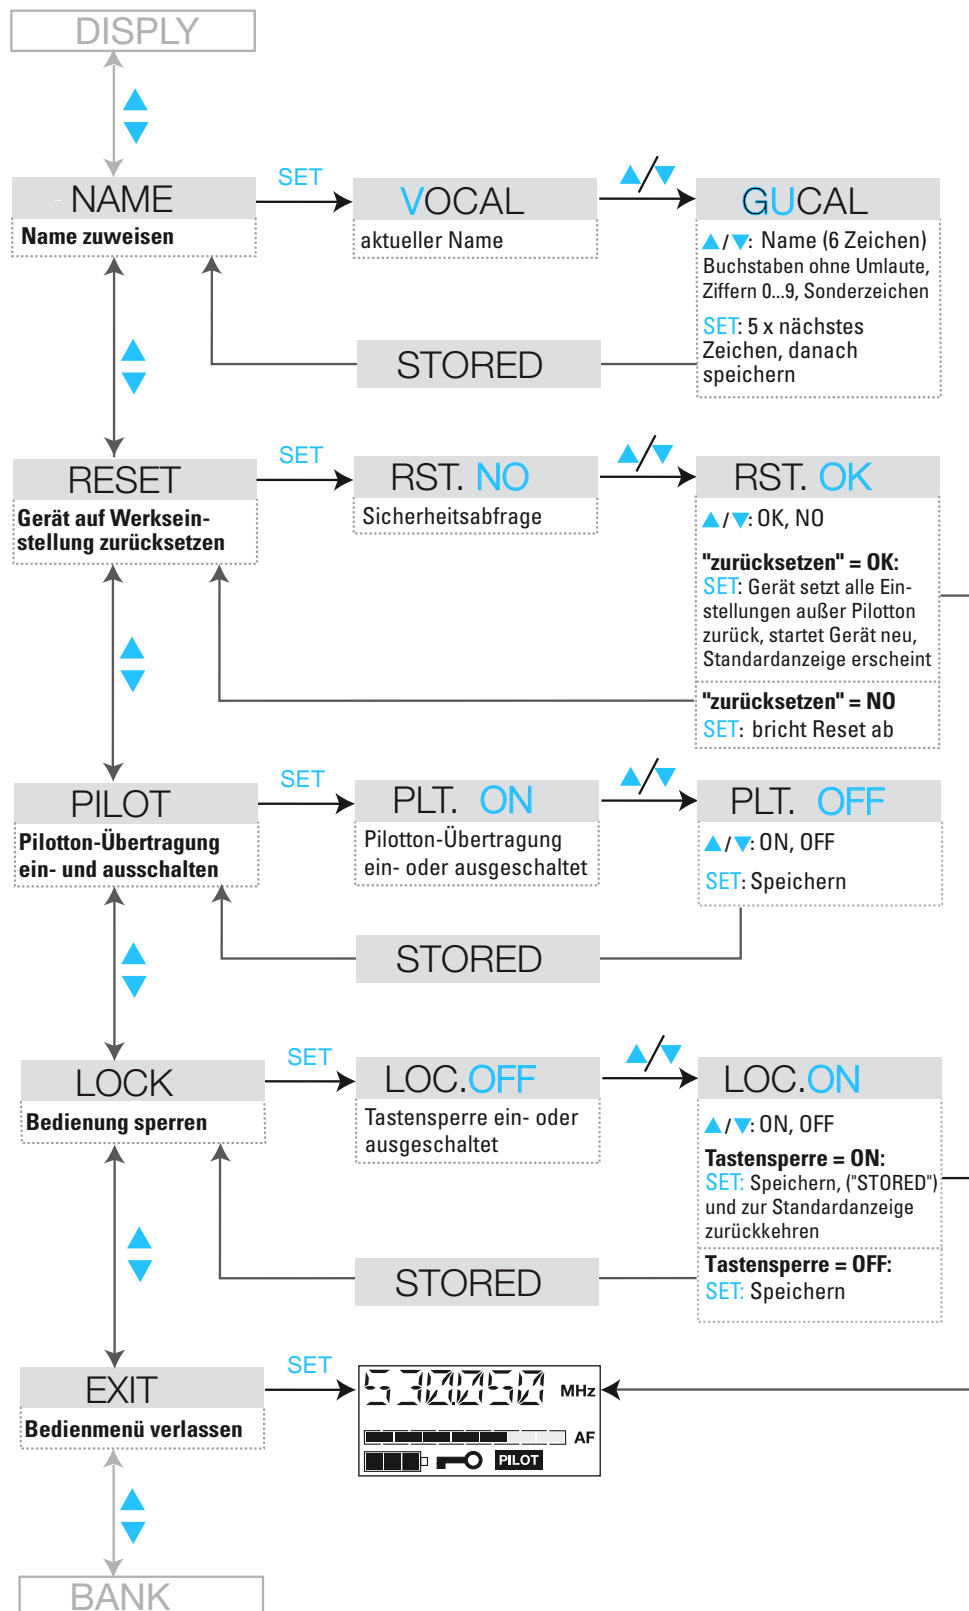 DISPLY
NAME
Name zuweisen
SET
VOCAL
aktueller Name
GUCAL
: Name (6 Zeichen)
Buchstaben ohne Umlaute,
Ziffern 0...9, Sonderzeichen
SET: 5 x nächstes
Zeichen, danach
speichern
STORED
RESET
Gerät auf Werksein-
stellung zurücksetzen
SET
RST. NO
Sicherheitsabfrage
RST. OK
: OK, NO
"zurücksetzen" = OK:
SET: Gerät setzt alle Ein-
stellungen außer Pilotton
zurück, startet Gerät neu,
Standardanzeige erscheint
"zurücksetzen" = NO
SET: bricht Reset ab
PILOT
Pilotton-Übertragung
ein- und ausschalten
SET
PLT. ON
Pilotton-Übertragung
ein- oder ausgeschaltet
PLT. OFF
: ON, OFF
SET: Speichern
STORED
LOCK
Bedienung sperren
SET
LOC.OFF
Tastensperre ein- oder
ausgeschaltet
LOC.ON
: ON, OFF
Tastensperre = ON:
SET: Speichern, ("STORED")
und zur Standardanzeige
zurückkehren
Tastensperre = OFF:
SET: Speichern
STORED
EXIT
Bedienmenü verlassen
SET
530.050 MHz
AF
PILOT
BANK